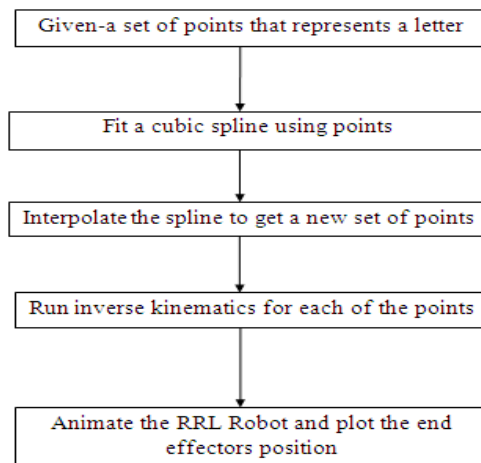 Given-a set of points that represents a letter
Fit a cubic spline using points
Interpolate the spline to get a new set of points
Run inverse kinematics for each of the points
Animate the RRL Robot and plot the end
effectors position